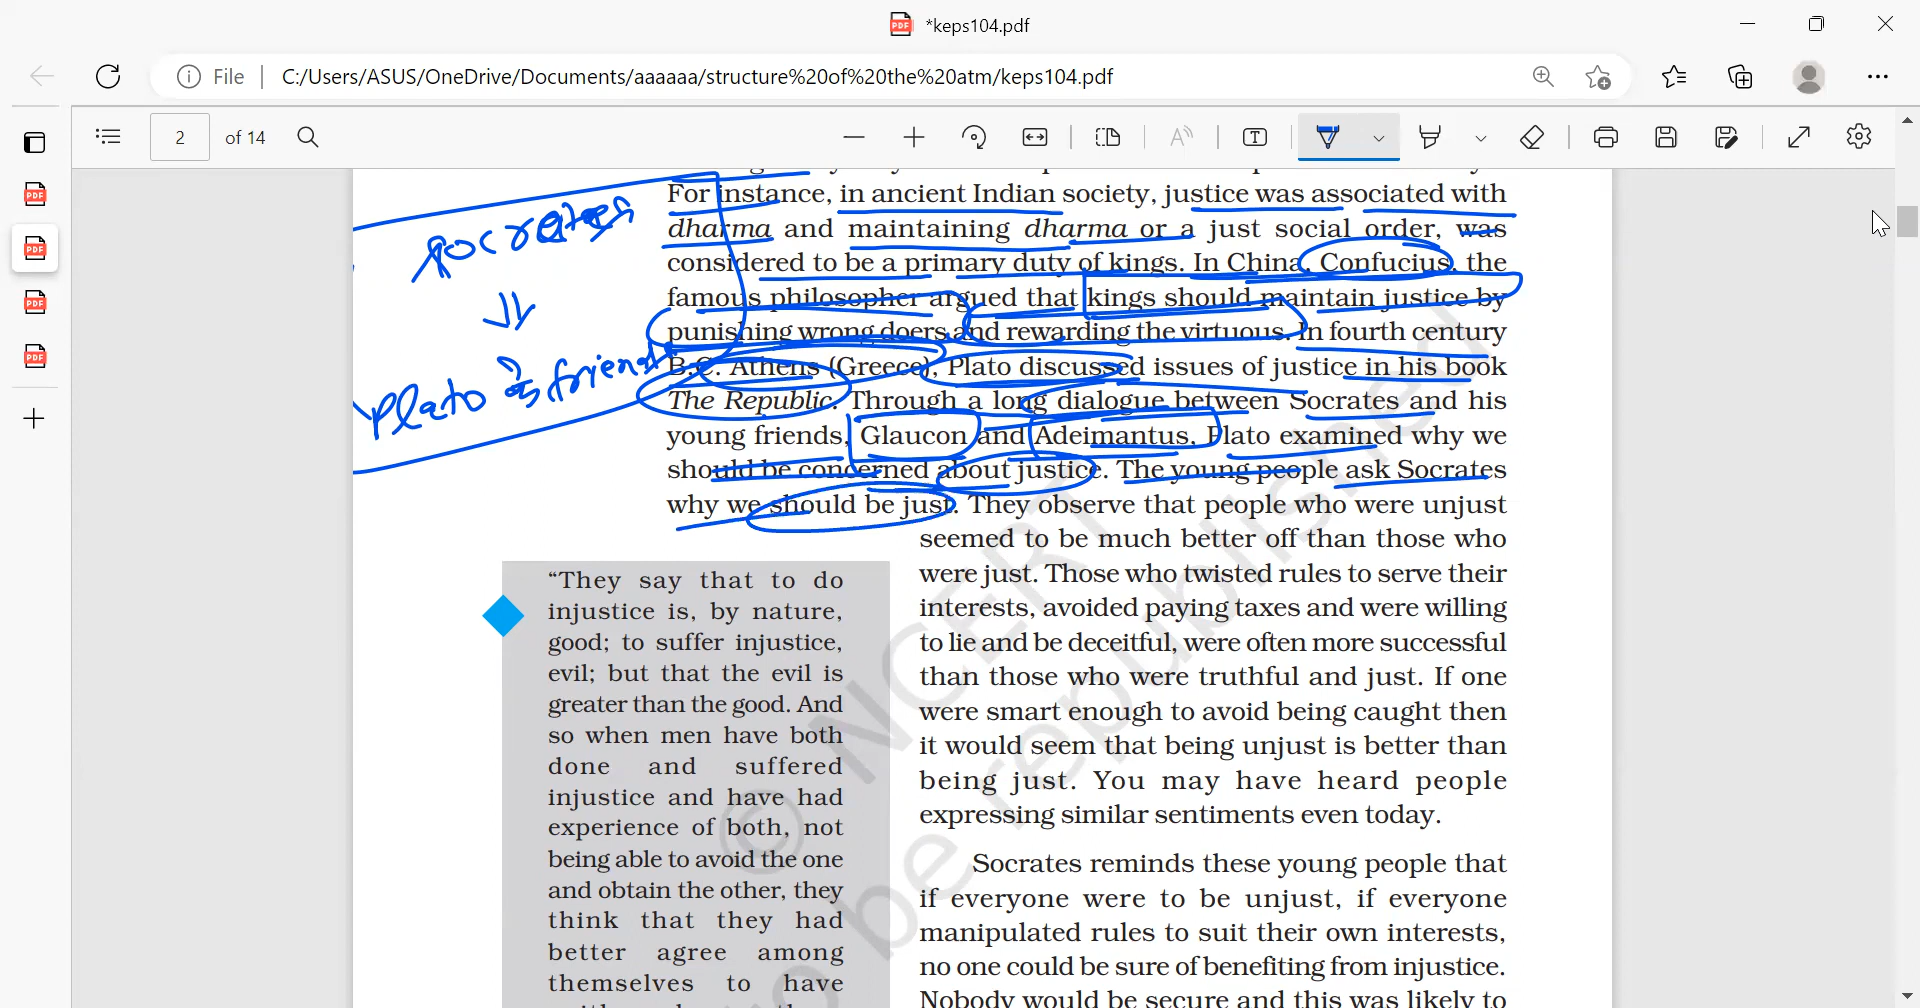 *keps104.pdf
File
C:/Users/ASUS/OneDrive/Documents/aaaaaa/structure%20of%20the%20atm/keps104.pdf
2 of 14
For instance, in ancient Indian society, justice was associated with
dharma and maintaining dharma or a just social order, was
considered to be a primary duty of kings. In China, Confucius, the
famous philosopher argued that kings should maintain justice by
punishing wrong doers and rewarding the virtuous. In fourth century
B.C. Athens (Greece), Plato discussed issues of justice in his book
The Republic. Through a long dialogue between Socrates and his
young friends, Glaucon and Adeimantus, Plato examined why we
should be concerned about justice. The young people ask Socrates
why we should be just. They observe that people who were unjust
seemed to be much better off than those who
were just. Those who twisted rules to serve their
interests, avoided paying taxes and were willing
to lie and be deceitful, were often more successful
than those who were truthful and just. If one
were smart enough to avoid being caught then
it would seem that being unjust is better than
being just. You may have heard people
expressing similar sentiments even today.
Socrates reminds these young people that
if everyone were to be unjust, if everyone
manipulated rules to suit their own interests,
no one could be sure of benefiting from injustice.
Nobody would be secure and this was likely to
Socrates
Plato friend
“They say that to do
injustice is, by nature,
good; to suffer injustice,
evil; but that the evil is
greater than the good. And
so when men have both
done and suffered
injustice and have had
experience of both, not
being able to avoid the one
and obtain the other, they
think that they had
better agree among
themselves to have
© NCERT
be republished